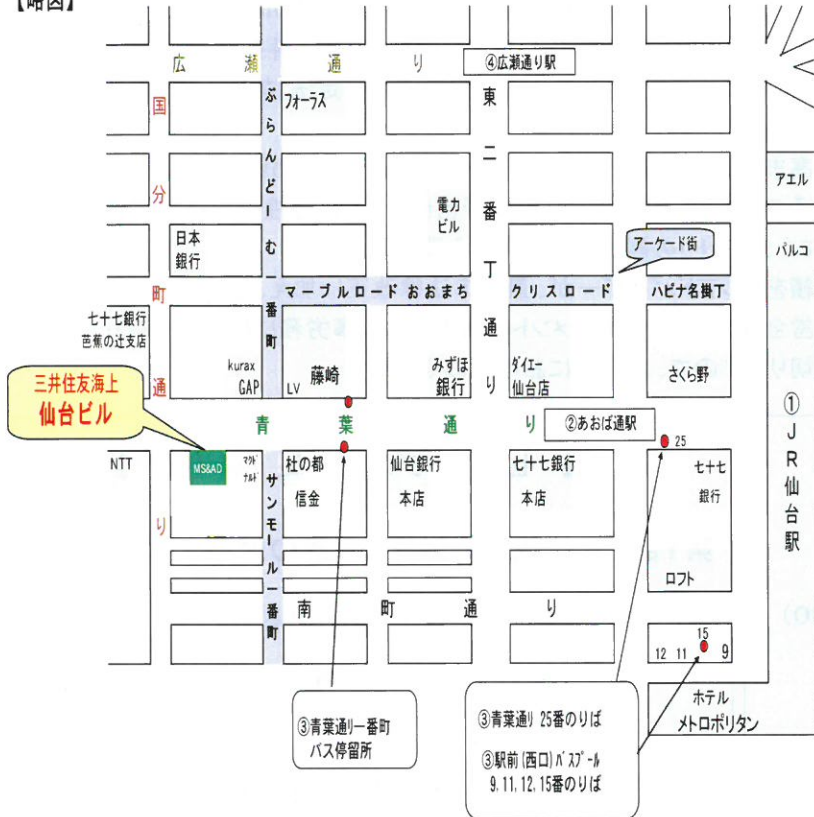 【略図】
広瀬通り
④広瀬通り駅
国分町通り
ぶらんどーむ一番町
フォーラス
東二番丁通り
アエル
電力
ビル
日本
銀行
アーケード街
パルコ
マーブルロードおおまち
クリスロード
ハピナ名掛丁
七十七銀行
芭蕉の辻支店
kurax
GAP
LV
藤崎
みずほ
銀行
ダイエー
仙台店
さくら野
三井住友海上
仙台ビル
青葉通り
②あおば通駅
25
①JR仙台駅
NTT
MS&AD
マクド
ナルド
杜の都
信金
仙台銀行
本店
七十七銀行
本店
七十七
銀行
サンモール一番町
ロフト
南町通り
15
12 11 9
ホテル
メトロポリタン
③青葉通り一番町
バス停留所
③青葉通り 25番のりば
③駅前(西口)バスプール
9.11.12.15番のりば